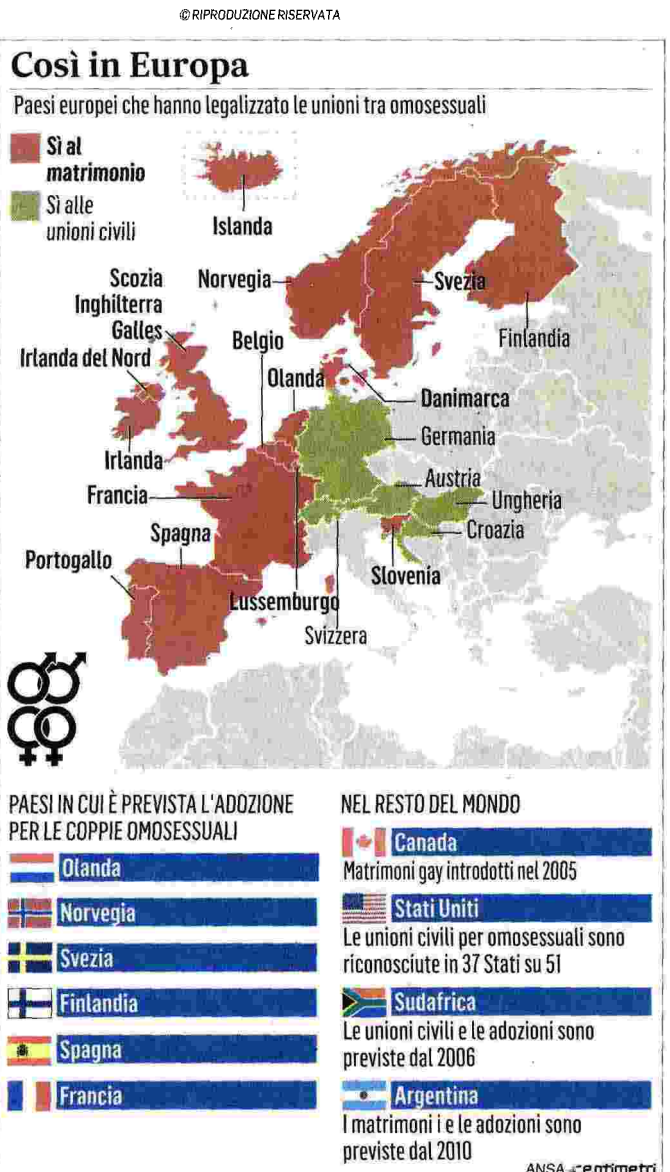 © RIPRODUZIONE RISERVATA
Così in Europa
Paesi europei che hanno legalizzato le unioni tra omosessuali
Sì al
matrimonio
Sì alle
unioni civili
Islanda
Scozia
Inghilterra
Galles
Irlanda del Nord
Norvegia
Svezia
Finlandia
Belgio
Olanda
Danimarca
Germania
Irlanda
Austria
Ungheria
Francia
Croazia
Spagna
Portogallo
Slovenia
Lussemburgo
Svizzera
PAESI IN CUI È PREVISTA L'ADOZIONE
PER LE COPPIE OMOSESSUALI
Olanda
Norvegia
Svezia
Finlandia
Spagna
Francia
NEL RESTO DEL MONDO
Canada
Matrimoni gay introdotti nel 2005
Stati Uniti
Le unioni civili per omosessuali sono
riconosciute in 37 Stati su 51
Sudafrica
Le unioni civili e le adozioni sono
previste dal 2006
Argentina
I matrimoni i e le adozioni sono
previste dal 2010
ANSA-centimetri